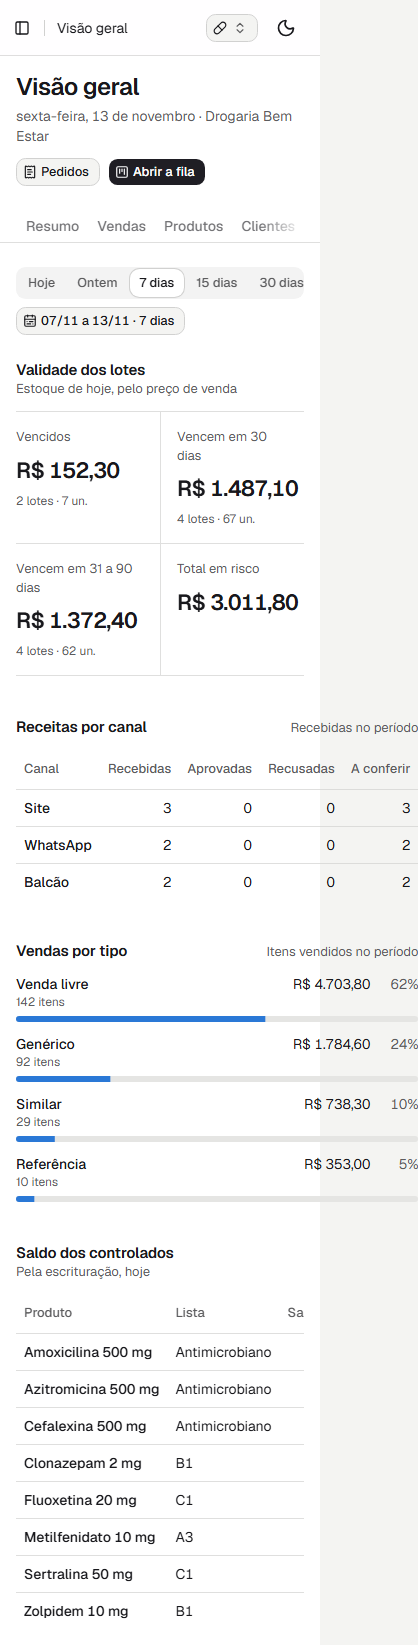 Visão geral
Visão geral
sexta-feira, 13 de novembro · Drogaria Bem
Estar
Pedidos Abrir a fila
Resumo Vendas Produtos Clientes
Hoje Ontem 7 dias 15 dias 30 dias
07/11 a 13/11 · 7 dias
Validade dos lotes
Estoque de hoje, pelo preço de venda
Vencidos
R$ 152,30
2 lotes · 7 un.
Vencem em 30
dias
R$ 1.487,10
4 lotes · 67 un.
Vencem em 31 a 90
dias
R$ 1.372,40
4 lotes · 62 un.
Total em risco
R$ 3.011,80
Receitas por canal Recebidas no período
Canal Recebidas Aprovadas Recusadas A conferir
Site 3 0 0 3
WhatsApp 2 0 0 2
Balcão 2 0 0 2
Vendas por tipo Itens vendidos no período
Venda livre R$ 4.703,80 62%
142 itens
Genérico R$ 1.784,60 24%
92 itens
Similar R$ 738,30 10%
29 itens
Referência R$ 353,00 5%
10 itens
Saldo dos controlados
Pela escrituração, hoje
Produto Lista Sa
Amoxicilina 500 mg Antimicrobiano
Azitromicina 500 mg Antimicrobiano
Cefalexina 500 mg Antimicrobiano
Clonazepam 2 mg B1
Fluoxetina 20 mg C1
Metilfenidato 10 mg A3
Sertralina 50 mg C1
Zolpidem 10 mg B1